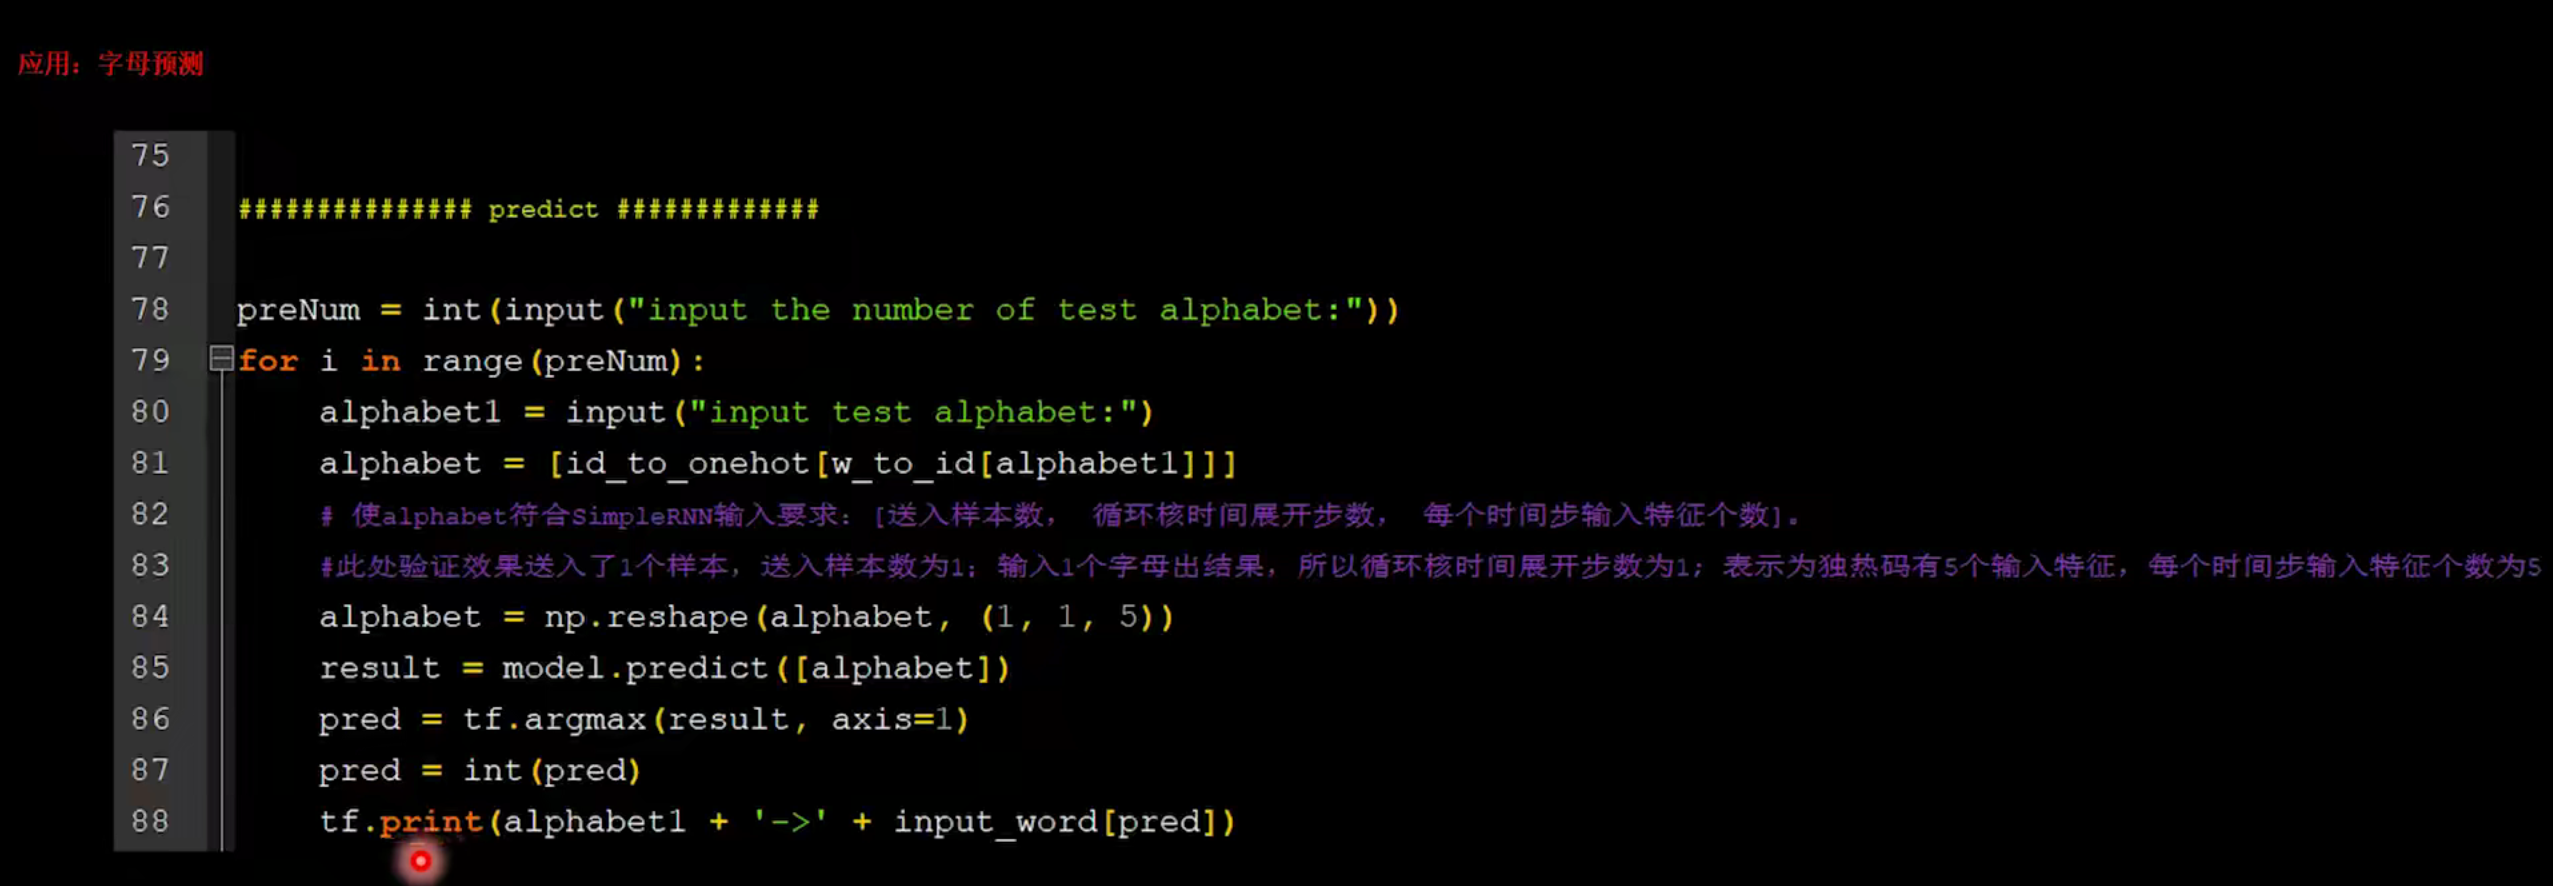 应用：字母预测
75
76 ############### predict #############
77
78 preNum = int(input("input the number of test alphabet:"))
79 for i in range(preNum):
80 alphabet1 = input("input test alphabet:")
81 alphabet = [id_to_onehot[w_to_id[alphabet1]]]
82 # 使alphabet符合SimpleRNN输入要求：[送入样本数， 循环核时间展开步数， 每个时间步输入特征个数]。
83 #此处验证效果送入了1个样本，送入样本数为1；输入1个字母出结果，所以循环核时间展开步数为1；表示为独热码有5个输入特征，每个时间步输入特征个数为5
84 alphabet = np.reshape(alphabet, (1, 1, 5))
85 result = model.predict([alphabet])
86 pred = tf.argmax(result, axis=1)
87 pred = int(pred)
88 tf.print(alphabet1 + '->' + input_word[pred])